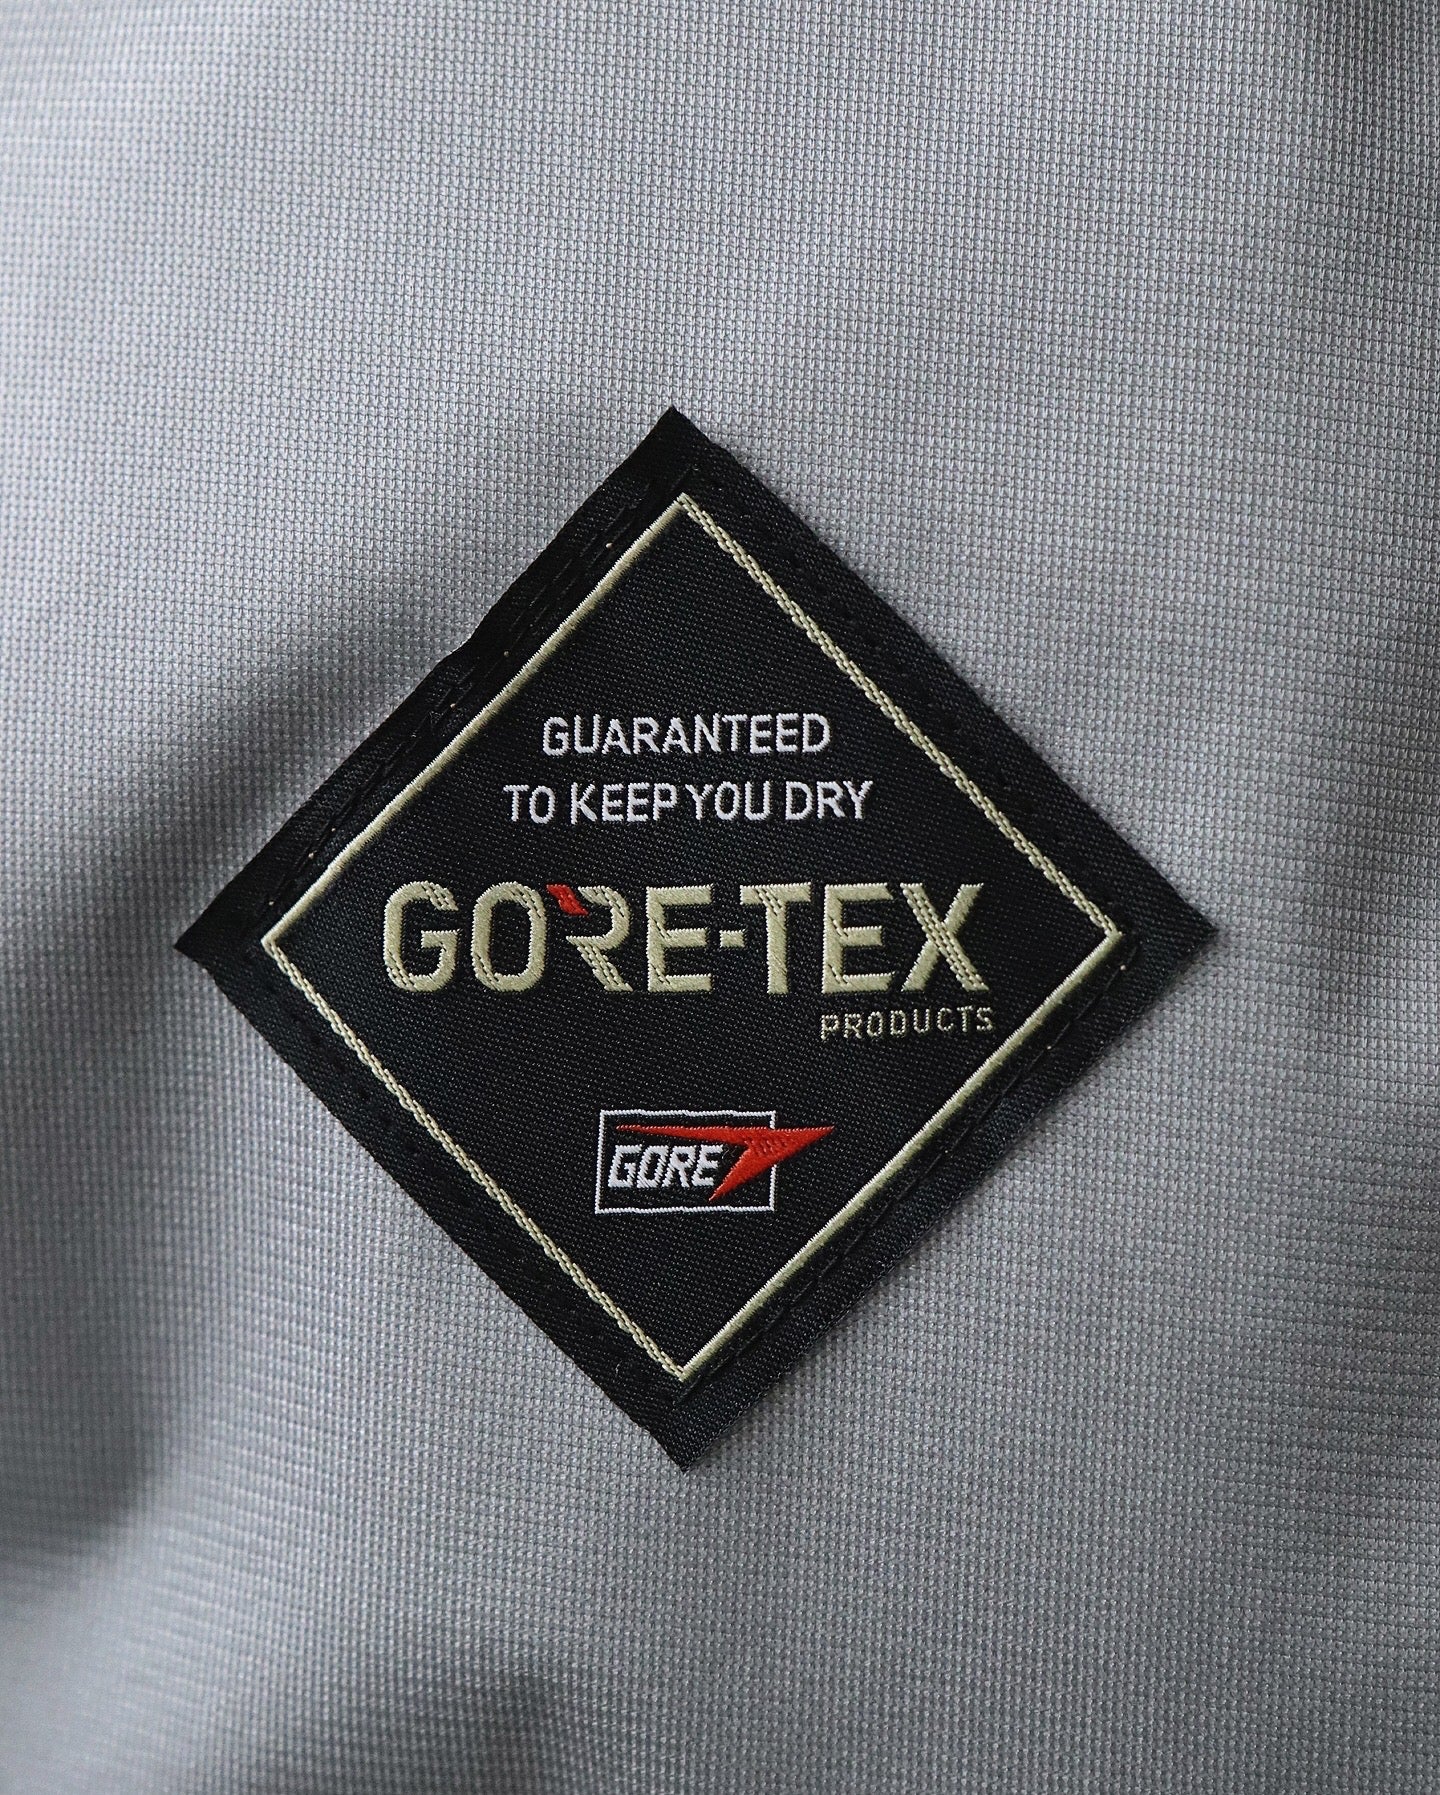 GUARANTEED
TO KEEP YOU DRY
GORE-TEX
PRODUCTS
GORE